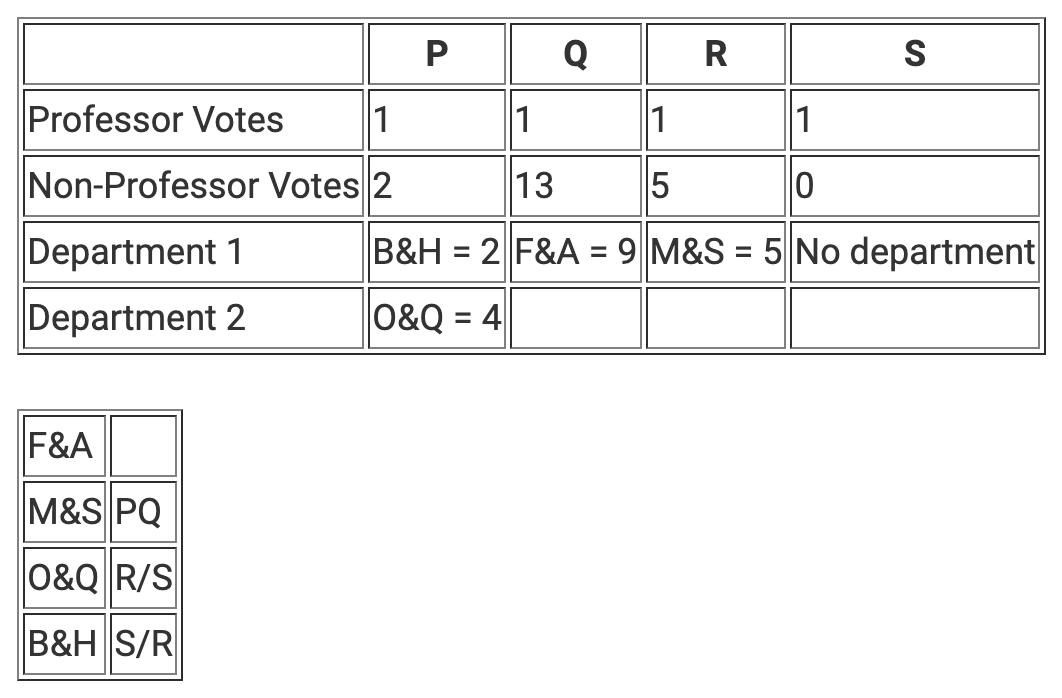 P Q R S
Professor Votes 1 1 1 1
Non-Professor Votes 2 13 5 0
Department 1 B&H = 2 F&A = 9 M&S = 5 No department
Department 2 O&Q = 4
F&A
M&S PQ
O&Q R/S
B&H S/R